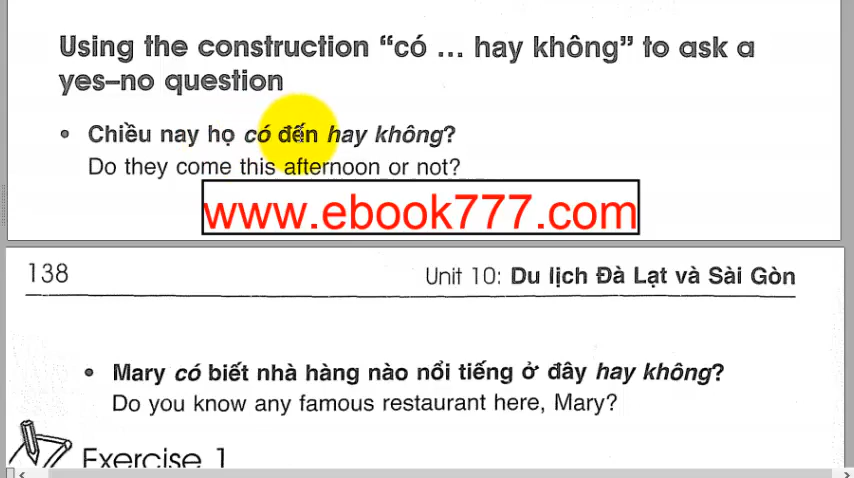 Using the construction “có ... hay không” to ask a
yes–no question
• Chiều nay họ có đến hay không?
Do they come this afternoon or not?
www.ebook777.com
138
Unit 10: Du lịch Đà Lạt và Sài Gòn
• Mary có biết nhà hàng nào nổi tiếng ở đây hay không?
Do you know any famous restaurant here, Mary?
Exercise 1